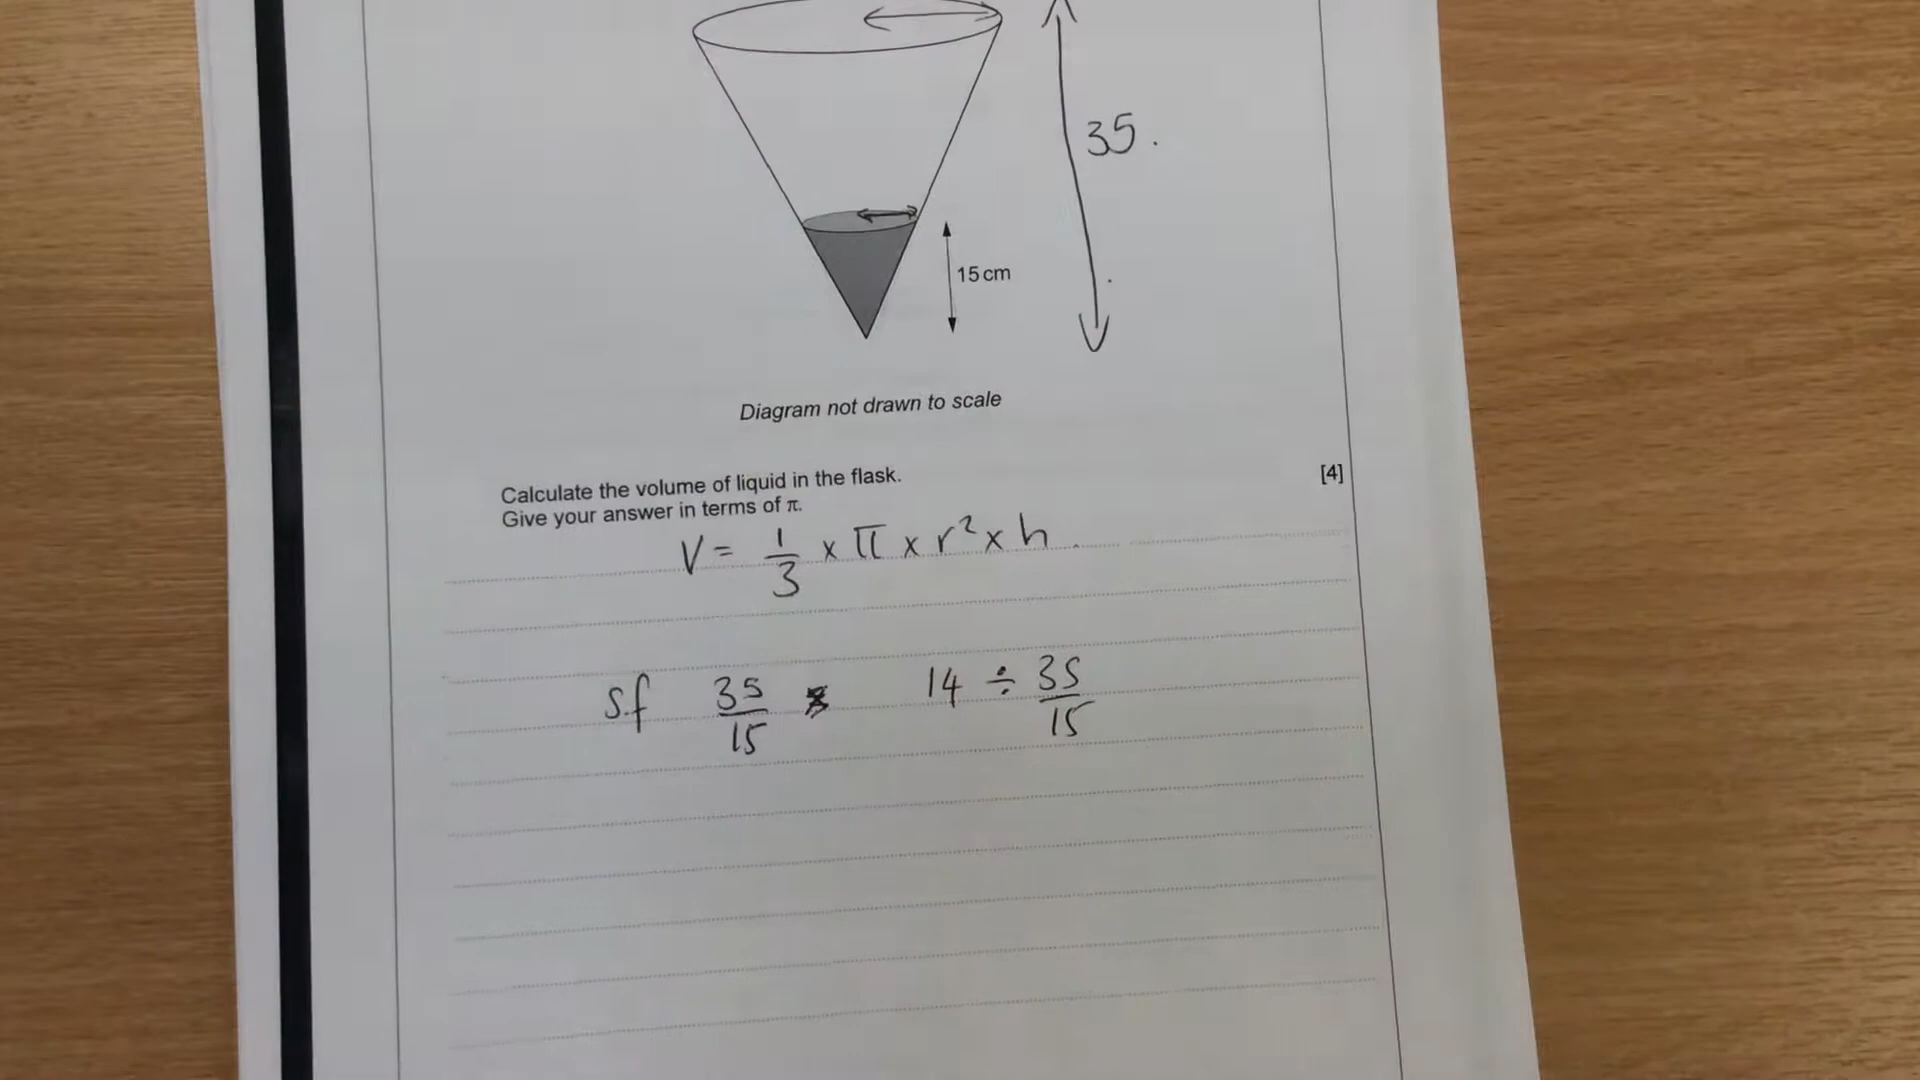 35.
15 cm
Diagram not drawn to scale
Calculate the volume of liquid in the flask.
[4]
Give your answer in terms of π.
V = 1/3 × π × r² × h.
sf 35/15 14 ÷ 35/15